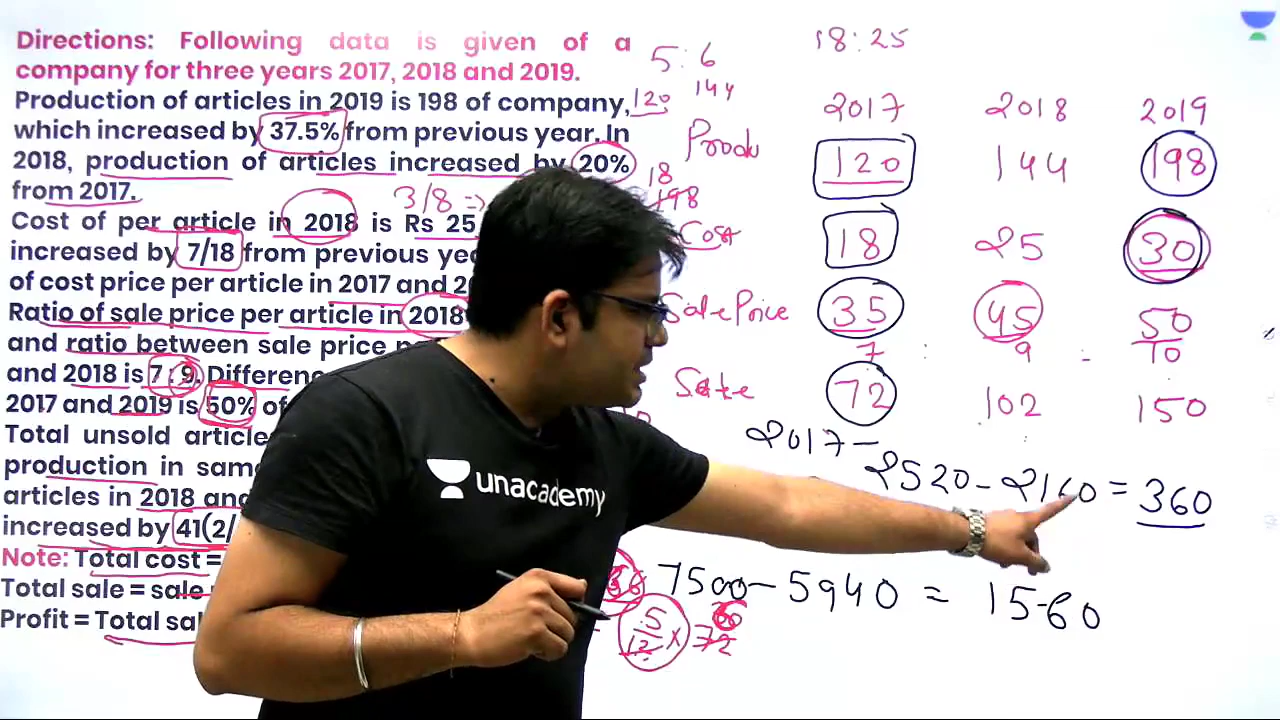 Directions: Following data is given of a
company for three years 2017, 2018 and 2019.
Production of articles in 2019 is 198 of company,
which increased by 37.5% from previous year. In
2018, production of articles increased by 20%
from 2017.
Cost of per article in 2018 is Rs 25
increased by 7/18 from previous
of cost price per article in 2017 and
Ratio of sale price per article in 2018
and ratio between sale price
and 2018 is 7:9.
2017 and 2019 is 50% of
Total unsold
production in
articles in 2018 and
increased by 41(2/
Note: Total cost =
Total sale = sale
Profit = Total
3/8 =>
5:6
144
120
18
198
18:25
2017 2018 2019
Produ 120 144 198
Cost 18 25 30
Sale Price 35 45 50
7 : 9 : 10
Sale 72 102 150
2017 - 2520 - 2160 = 360
7500 - 5940 = 1560
5/12 x 72
unacademy